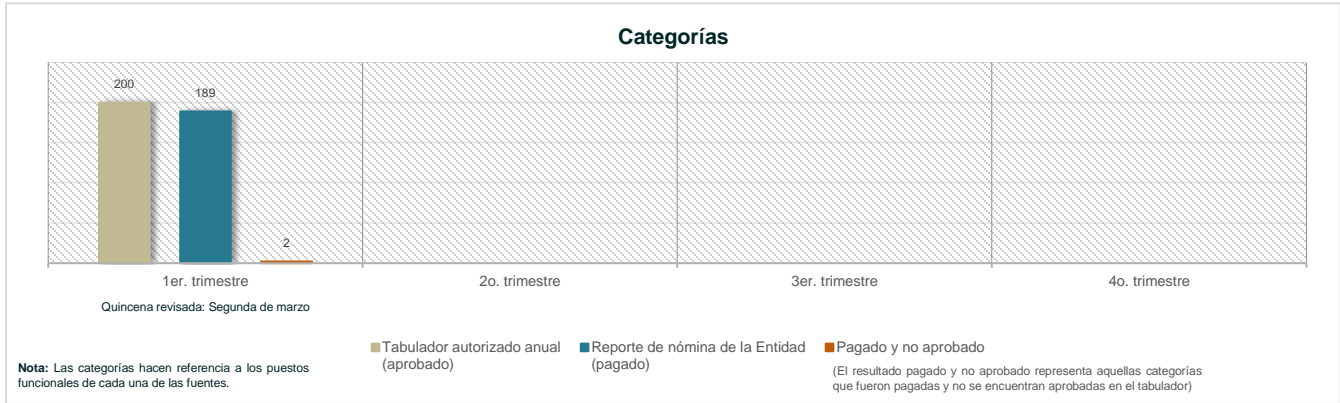 Categorías
200
189
2
1er. trimestre
2o. trimestre
3er. trimestre
4o. trimestre
Quincena revisada: Segunda de marzo
Tabulador autorizado anual
(aprobado)
Reporte de nómina de la Entidad
(pagado)
Pagado y no aprobado
(El resultado pagado y no aprobado representa aquellas categorías
que fueron pagadas y no se encuentran aprobadas en el tabulador)
Nota: Las categorías hacen referencia a los puestos
funcionales de cada una de las fuentes.